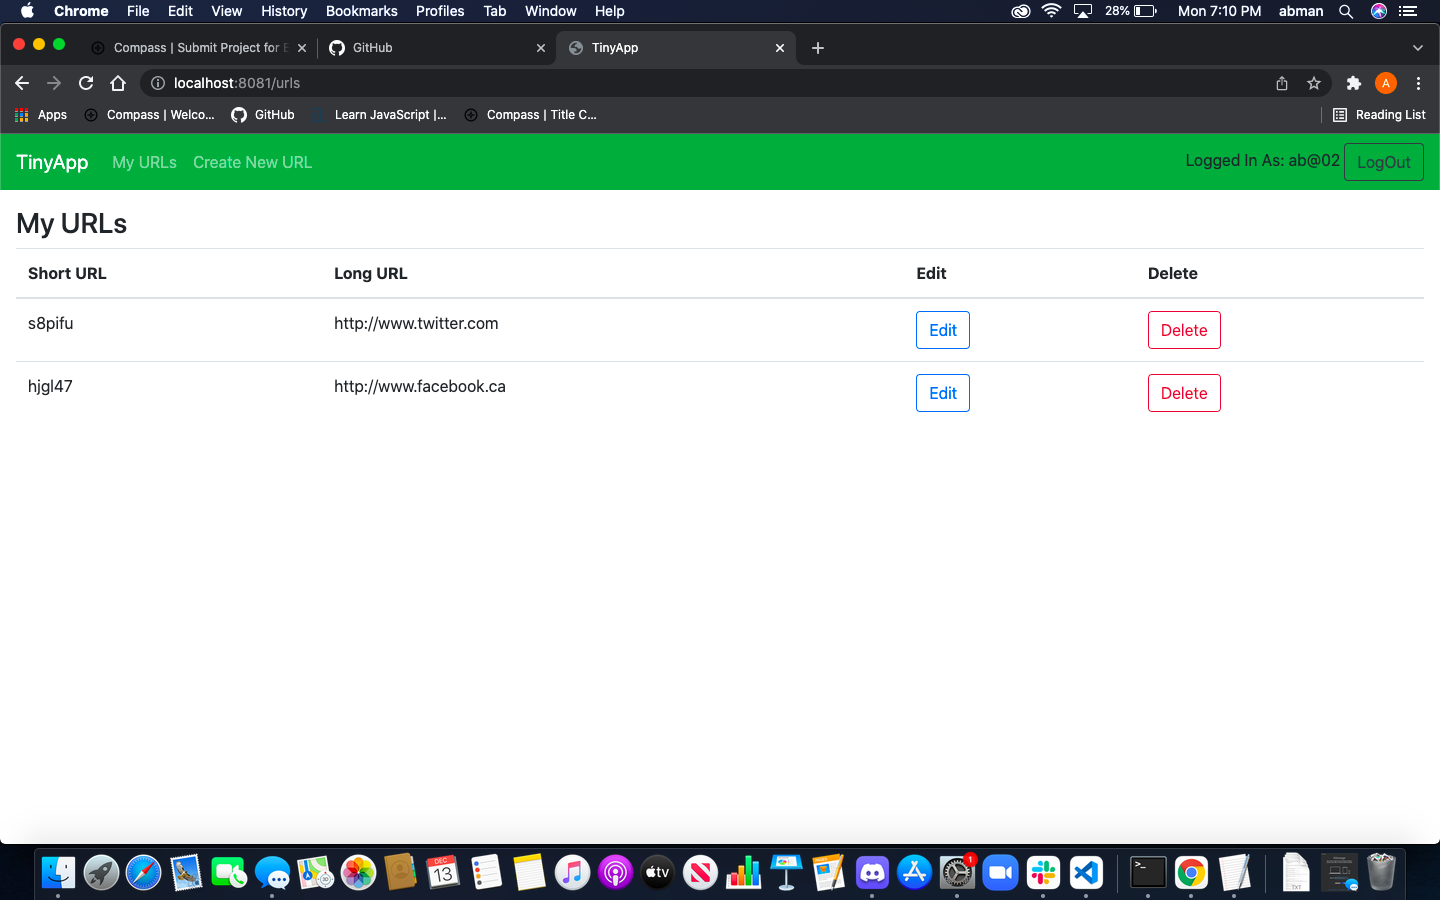 Chrome File Edit View History Bookmarks Profiles Tab Window Help 28% Mon 7:10 PM abman
Compass | Submit Project for E GitHub TinyApp
localhost:8081/urls A
Apps Compass | Welco... GitHub Learn JavaScript |... Compass | Title C... Reading List
TinyApp My URLs Create New URL Logged In As: ab@02 LogOut
My URLs
Short URL Long URL Edit Delete
s8pifu http://www.twitter.com Edit Delete
hjgl47 http://www.facebook.ca Edit Delete
DEC
13
tv
1
>_
TXT